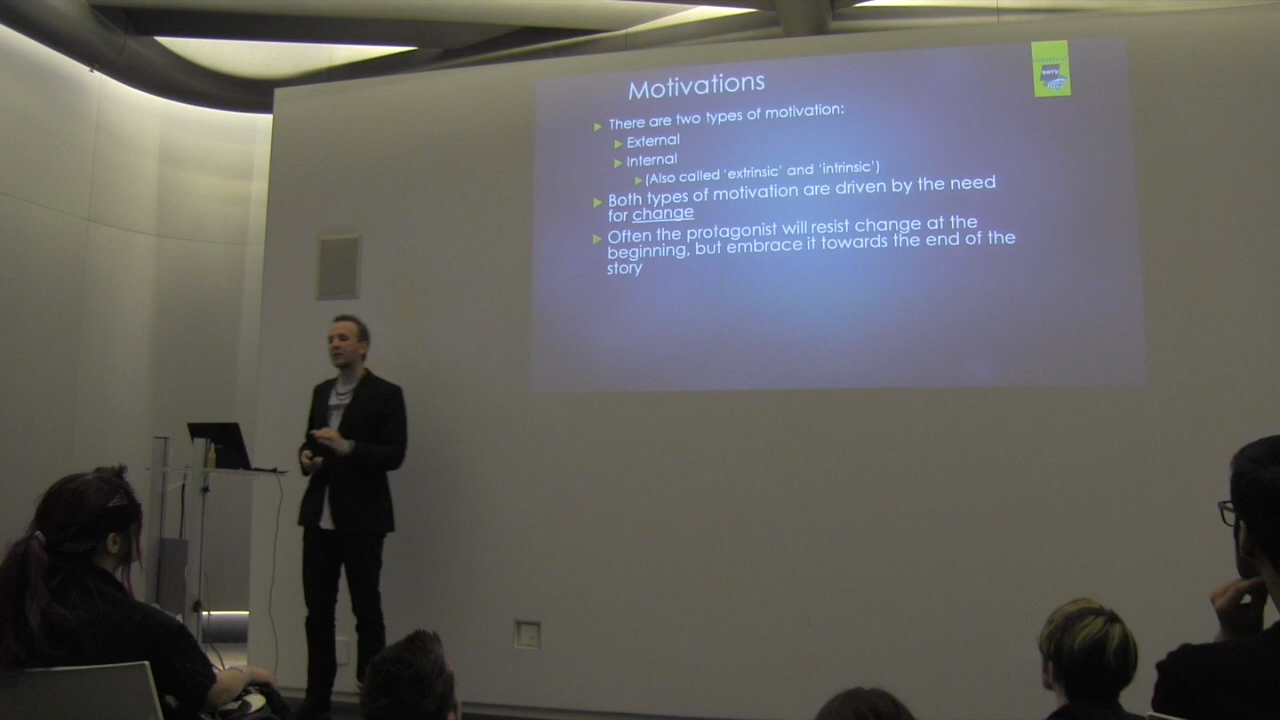 Motivations
There are two types of motivation:
External
Internal
(Also called ‘extrinsic’ and ‘intrinsic’)
Both types of motivation are driven by the need
for change
Often the protagonist will resist change at the
beginning, but embrace it towards the end of the
story
NHTV